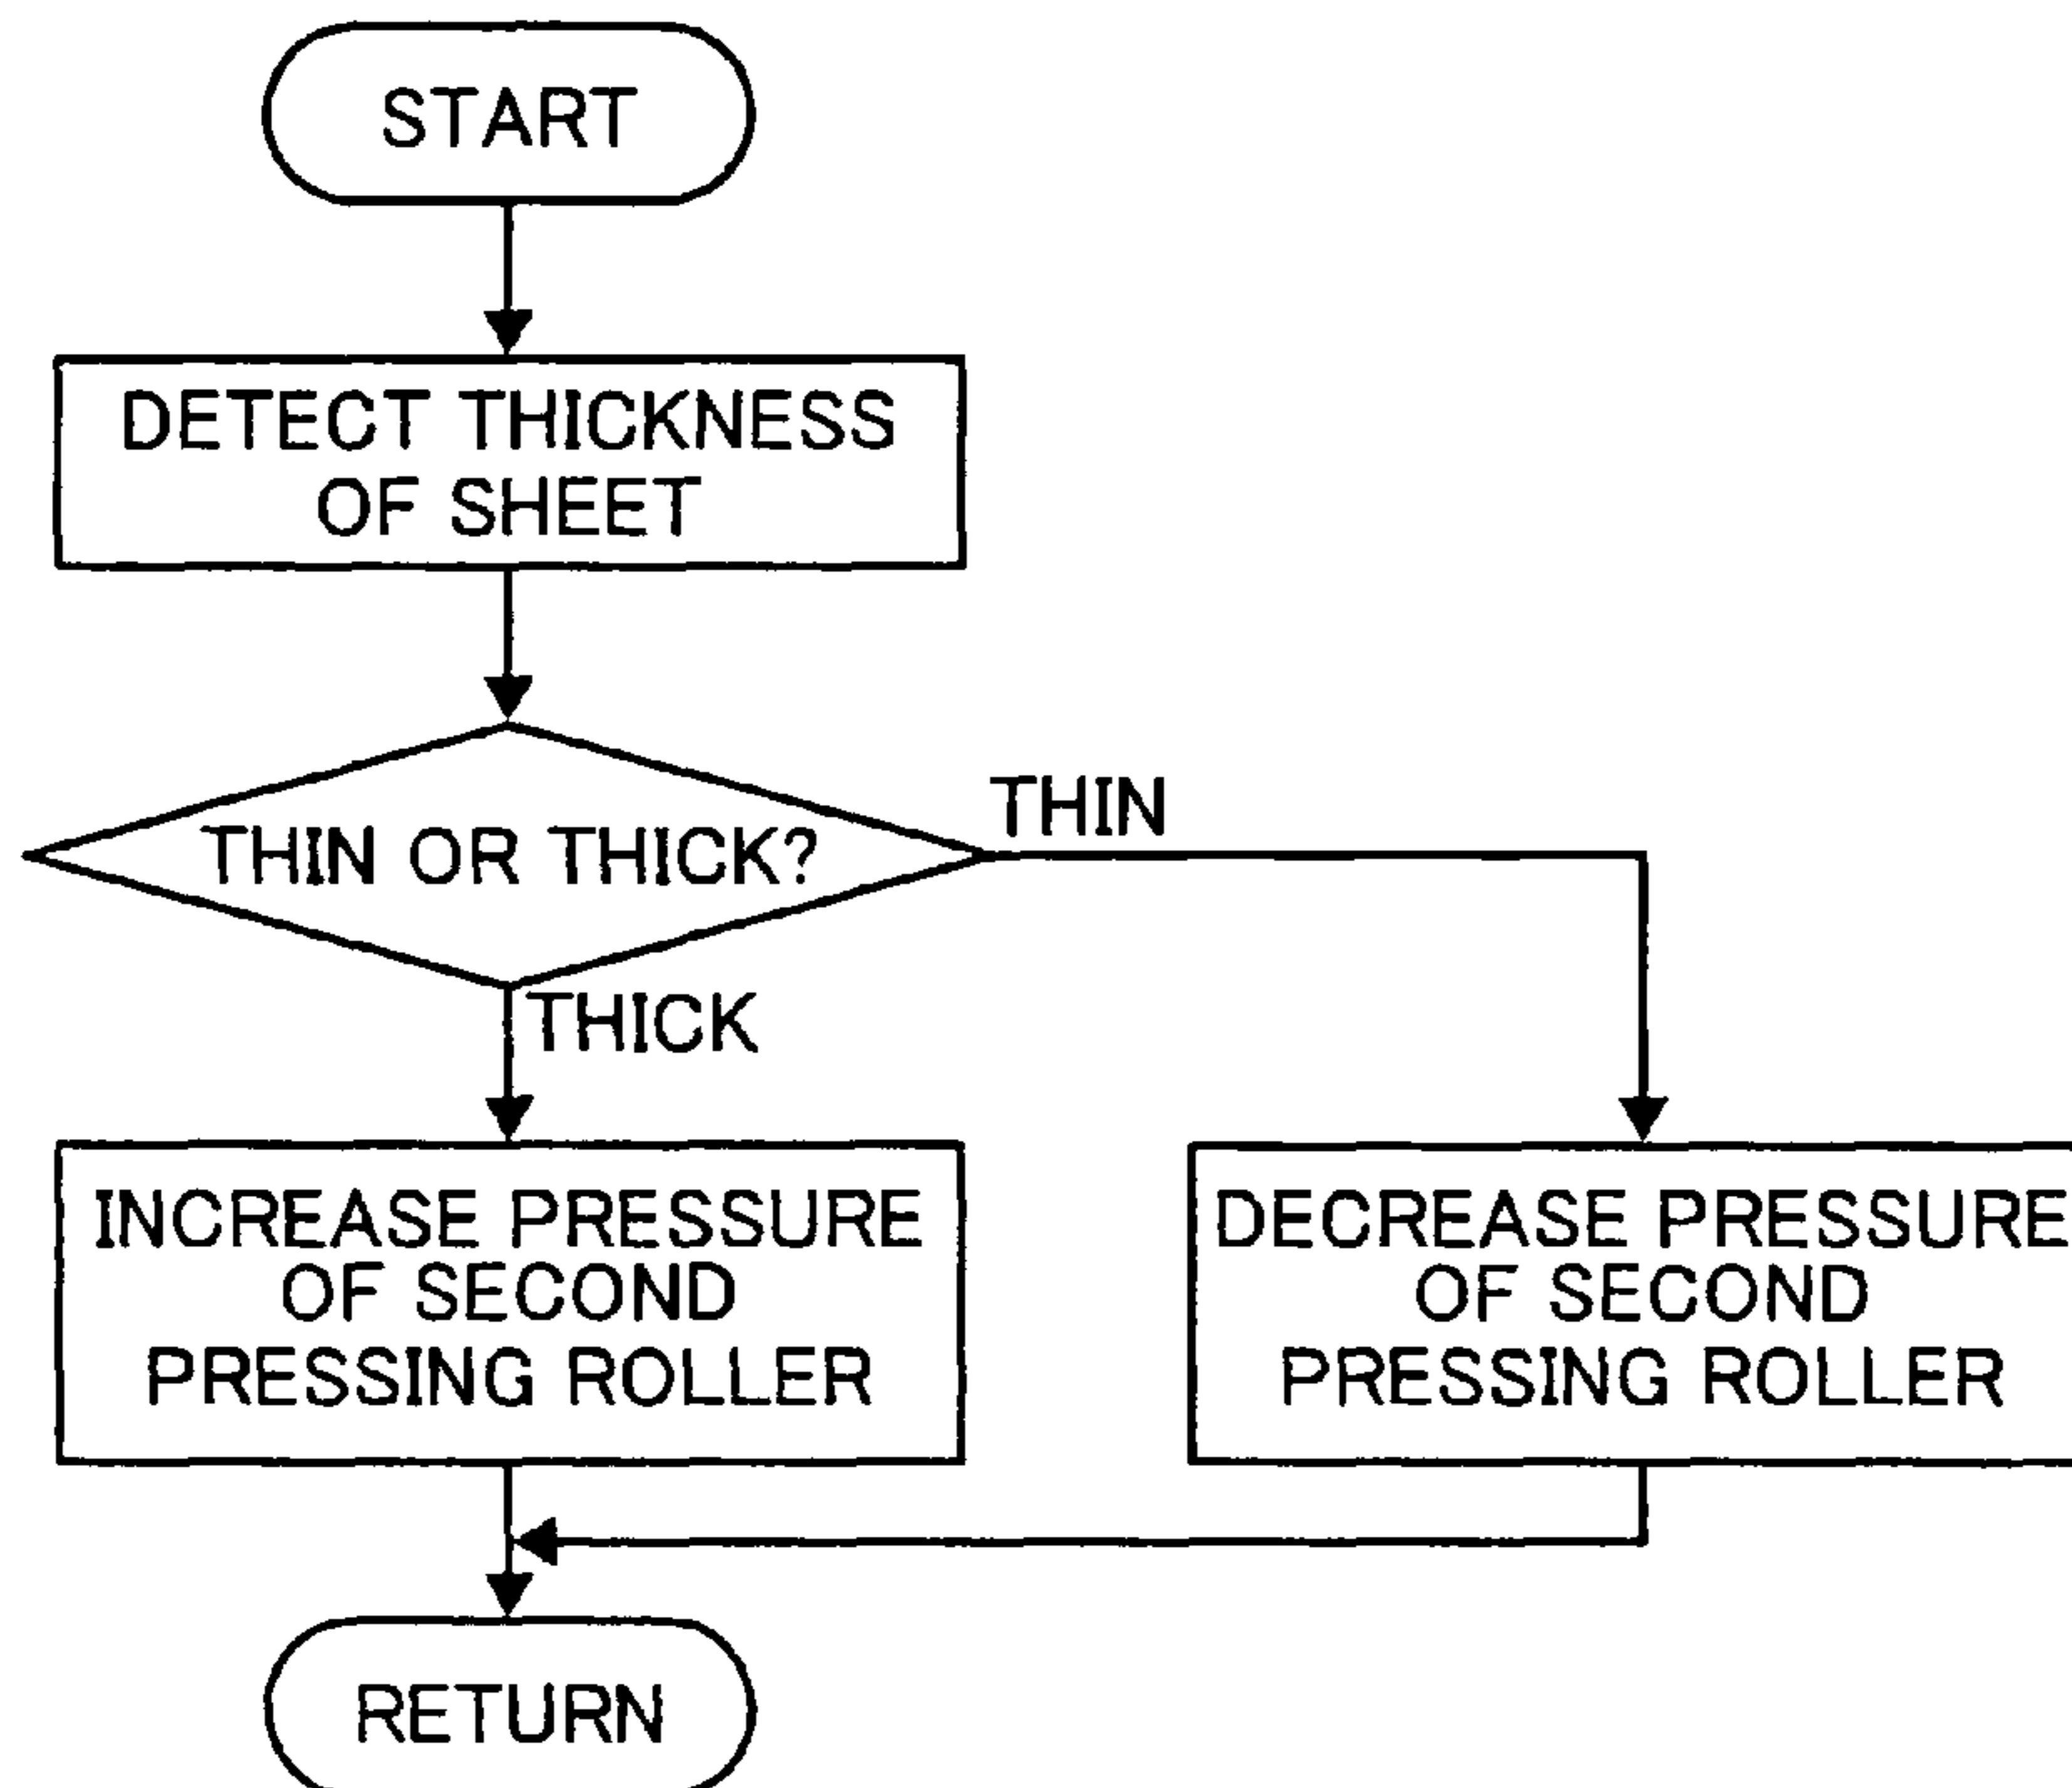 START
DETECT THICKNESS
OF SHEET
THIN OR THICK?
THIN
THICK
INCREASE PRESSURE
OF SECOND
PRESSING ROLLER
DECREASE PRESSURE
OF SECOND
PRESSING ROLLER
RETURN